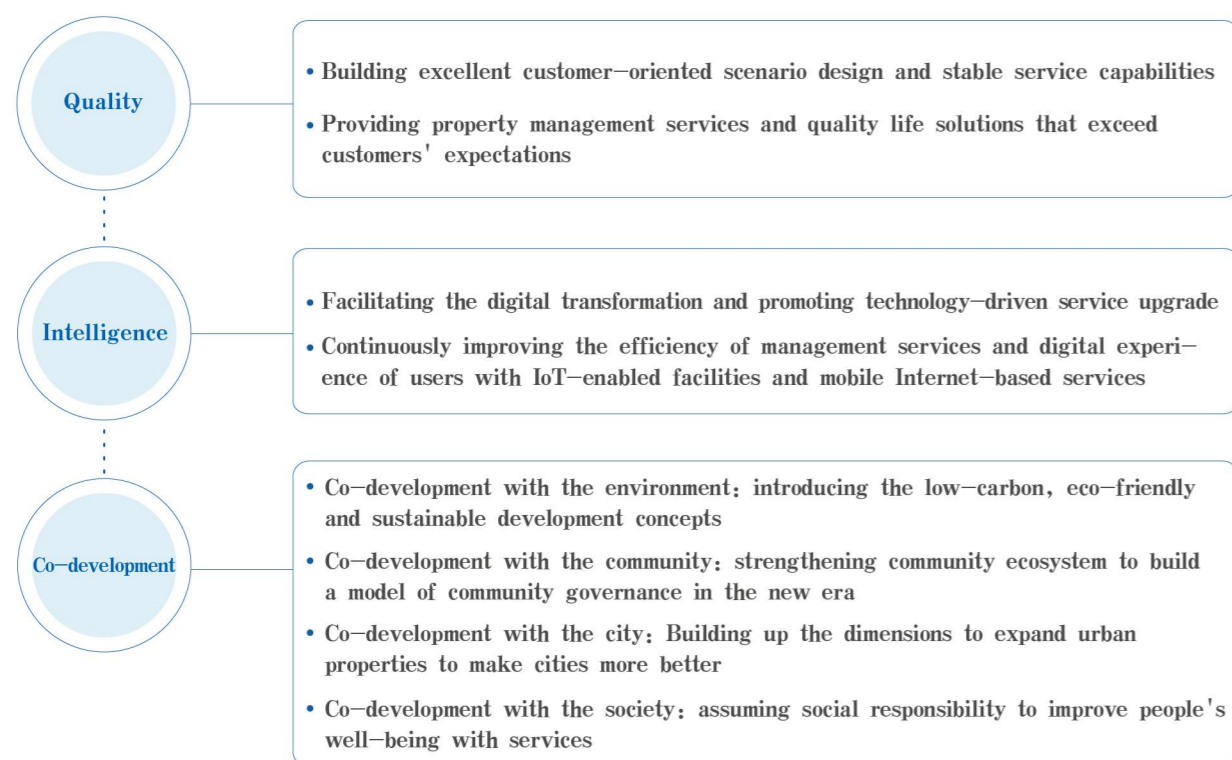 Quality
• Building excellent customer-oriented scenario design and stable service capabilities
• Providing property management services and quality life solutions that exceed
customers' expectations
Intelligence
• Facilitating the digital transformation and promoting technology-driven service upgrade
• Continuously improving the efficiency of management services and digital experi-
ence of users with IoT-enabled facilities and mobile Internet-based services
Co-development
• Co-development with the environment: introducing the low-carbon, eco-friendly
and sustainable development concepts
• Co-development with the community: strengthening community ecosystem to build
a model of community governance in the new era
• Co-development with the city: Building up the dimensions to expand urban
properties to make cities more better
• Co-development with the society: assuming social responsibility to improve people's
well-being with services